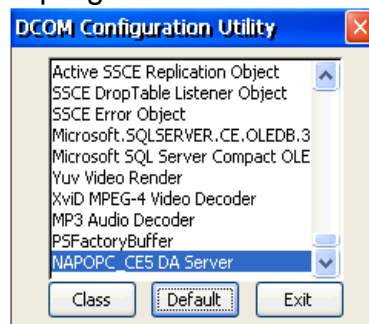 DCOM Configuration Utility
Active SSCE Replication Object
SSCE DropTable Listener Object
SSCE Error Object
Microsoft.SQLSERVER.CE.OLEDB.3
Microsoft SQL Server Compact OLE
Yuv Video Render
XviD MPEG-4 Video Decoder
MP3 Audio Decoder
PSFactoryBuffer
NAPOPC_CE5 DA Server
Class Default Exit